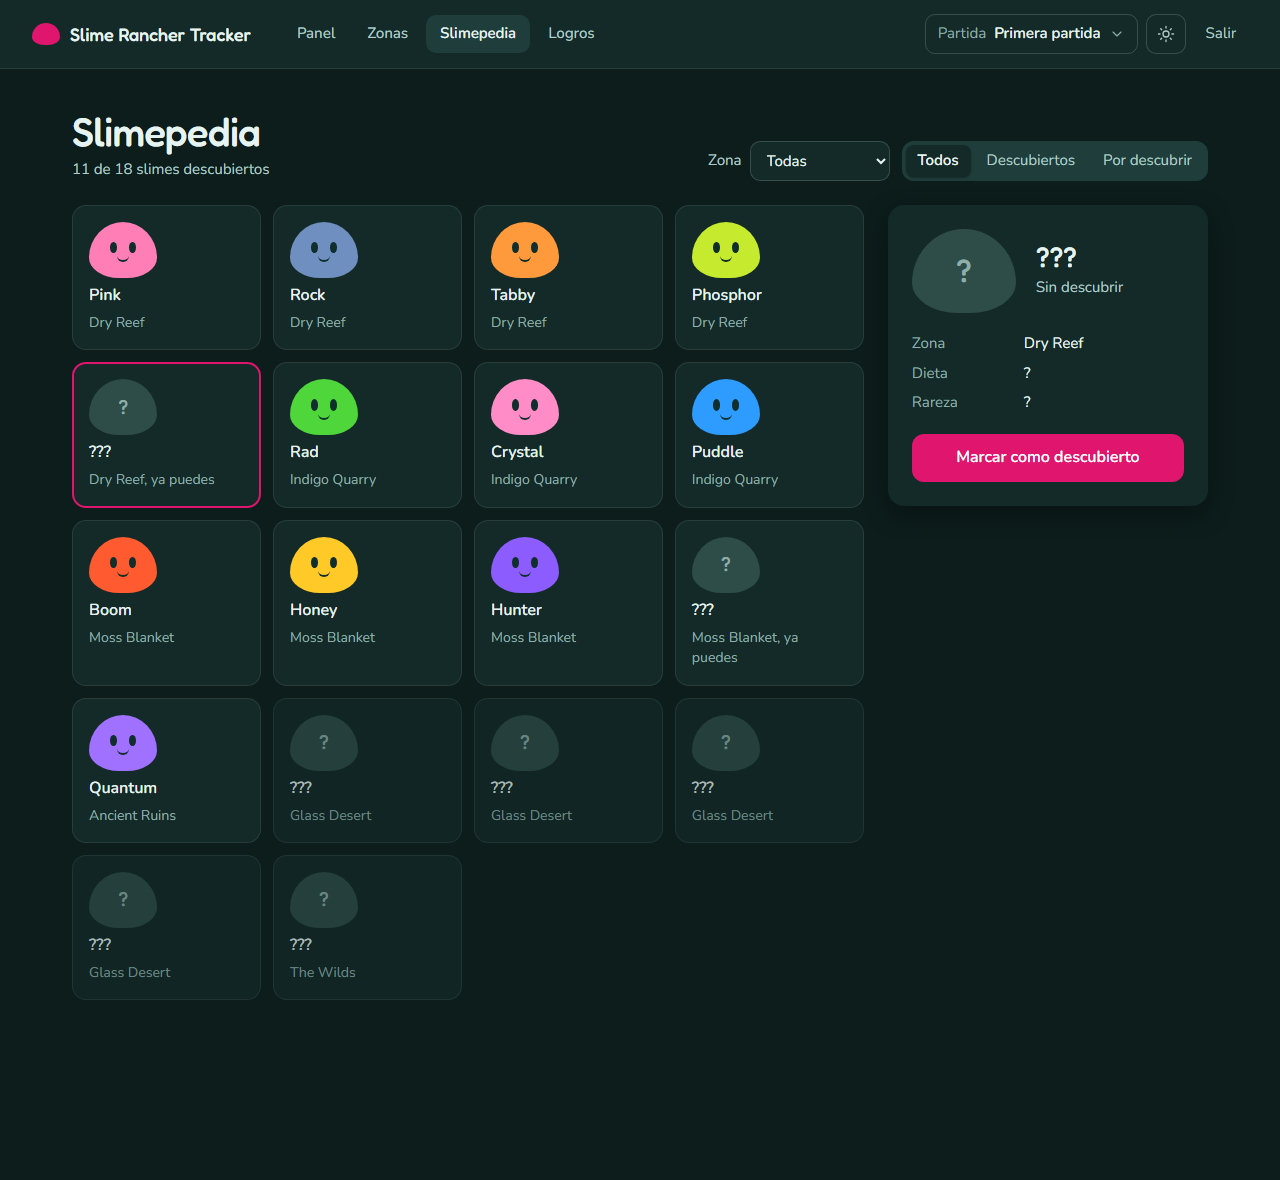 Slime Rancher Tracker
Panel
Zonas
Slimepedia
Logros
Partida Primera partida
Salir
Slimepedia
11 de 18 slimes descubiertos
Zona
Todas
Todos
Descubiertos
Por descubrir
Pink
Dry Reef
Rock
Dry Reef
Tabby
Dry Reef
Phosphor
Dry Reef
?
???
Dry Reef, ya puedes
Rad
Indigo Quarry
Crystal
Indigo Quarry
Puddle
Indigo Quarry
Boom
Moss Blanket
Honey
Moss Blanket
Hunter
Moss Blanket
?
???
Moss Blanket, ya
puedes
Quantum
Ancient Ruins
?
???
Glass Desert
?
???
Glass Desert
?
???
Glass Desert
?
???
Glass Desert
?
???
The Wilds
?
???
Sin descubrir
Zona Dry Reef
Dieta ?
Rareza ?
Marcar como descubierto